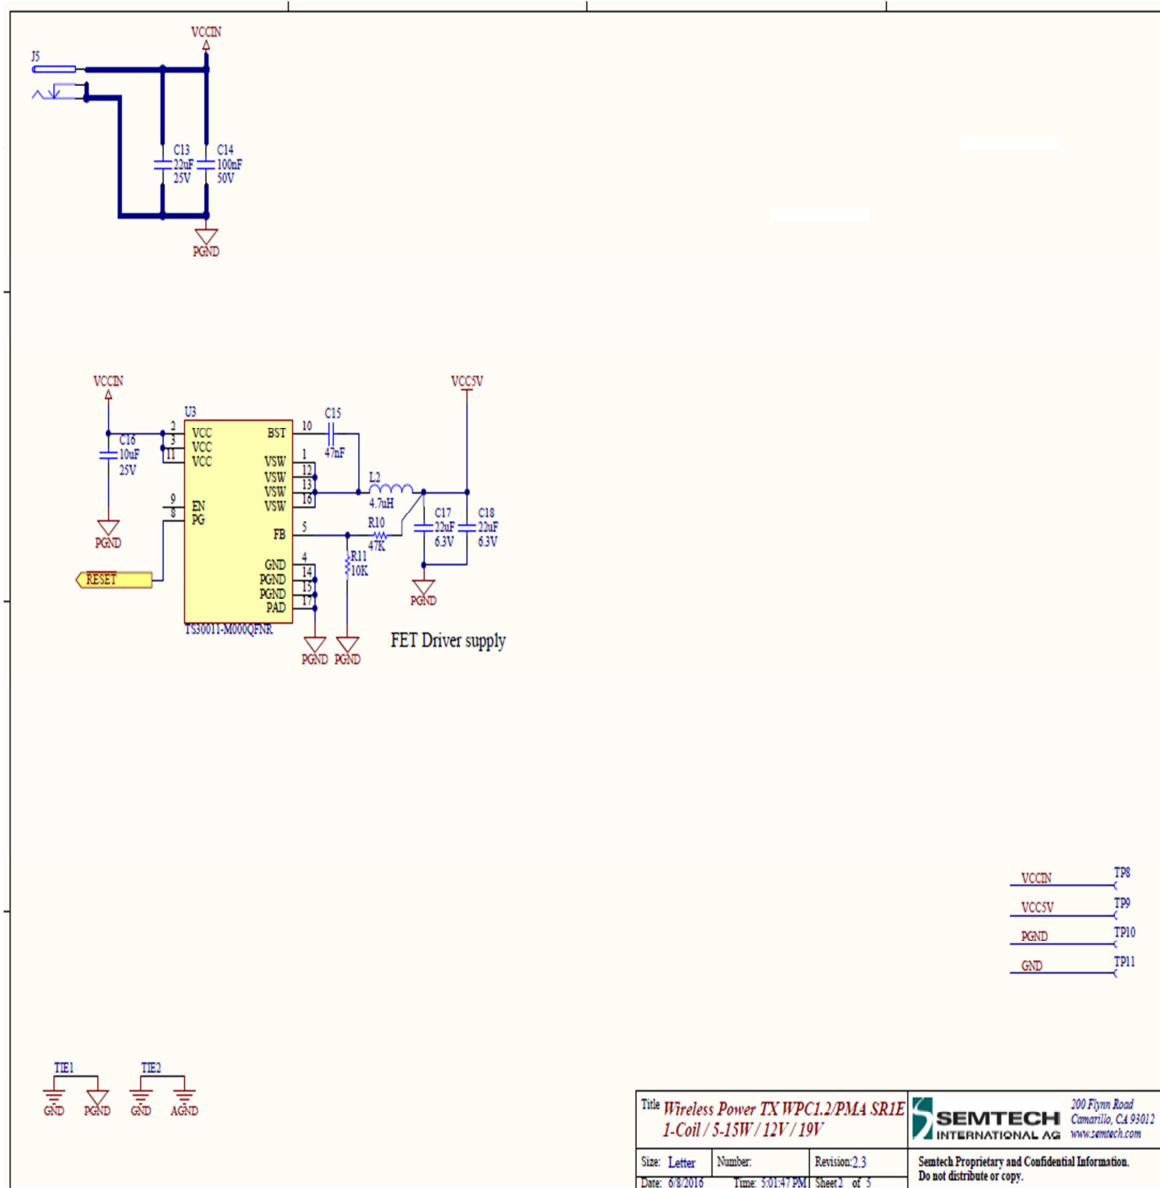 VCCIN
J5
C13
22uF
25V
C14
100nF
50V
PGND
VCCIN
VCC5V
U3
C15
47nF
C16
10uF
25V
2 VCC
3 VCC
11 VCC
9 EN
8 PG
BST 10
VSW 1
VSW 12
VSW 13
VSW 16
FB 5
GND 4
PGND 14
PGND 15
PAD 17
L2
4.7uH
R10
47K
R11
10K
C17
22uF
6.3V
C18
22uF
6.3V
PGND
RESET
PGND
TS30011-M000QFNR
PGND
PGND
FET Driver supply
VCCIN TP8
VCC5V TP9
PGND TP10
GND TP11
TIE1
TIE2
GND
PGND
GND
AGND
Title Wireless Power TX WPC1.2/PMA SR1E
1-Coil / 5-15W / 12V / 19V
SEMTECH
INTERNATIONAL AG
200 Flynn Road
Camarillo, CA 93012
www.semtech.com
Size: Letter
Number:
Revision:2.3
Semtech Proprietary and Confidential Information.
Do not distribute or copy.
Date: 6/8/2016
Time: 5:01:47 PM
Sheet2 of 5